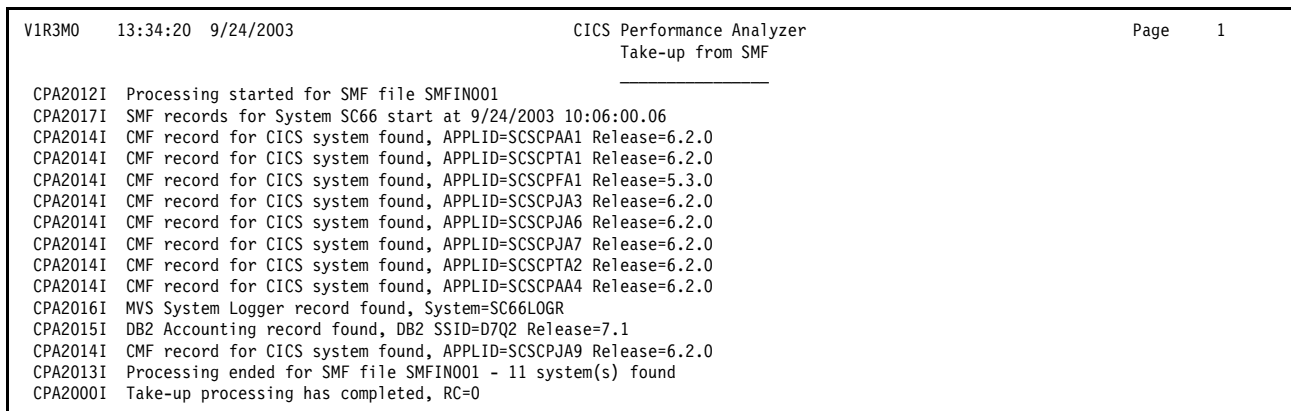 V1R3M0 13:34:20 9/24/2003 CICS Performance Analyzer Page 1
Take-up from SMF
________________
CPA2012I Processing started for SMF file SMFIN001
CPA2017I SMF records for System SC66 start at 9/24/2003 10:06:00.06
CPA2014I CMF record for CICS system found, APPLID=SCSCPAA1 Release=6.2.0
CPA2014I CMF record for CICS system found, APPLID=SCSCPTA1 Release=6.2.0
CPA2014I CMF record for CICS system found, APPLID=SCSCPFA1 Release=5.3.0
CPA2014I CMF record for CICS system found, APPLID=SCSCPJA3 Release=6.2.0
CPA2014I CMF record for CICS system found, APPLID=SCSCPJA6 Release=6.2.0
CPA2014I CMF record for CICS system found, APPLID=SCSCPJA7 Release=6.2.0
CPA2014I CMF record for CICS system found, APPLID=SCSCPTA2 Release=6.2.0
CPA2014I CMF record for CICS system found, APPLID=SCSCPAA4 Release=6.2.0
CPA2016I MVS System Logger record found, System=SC66LOGR
CPA2015I DB2 Accounting record found, DB2 SSID=D7Q2 Release=7.1
CPA2014I CMF record for CICS system found, APPLID=SCSCPJA9 Release=6.2.0
CPA2013I Processing ended for SMF file SMFIN001 - 11 system(s) found
CPA2000I Take-up processing has completed, RC=0